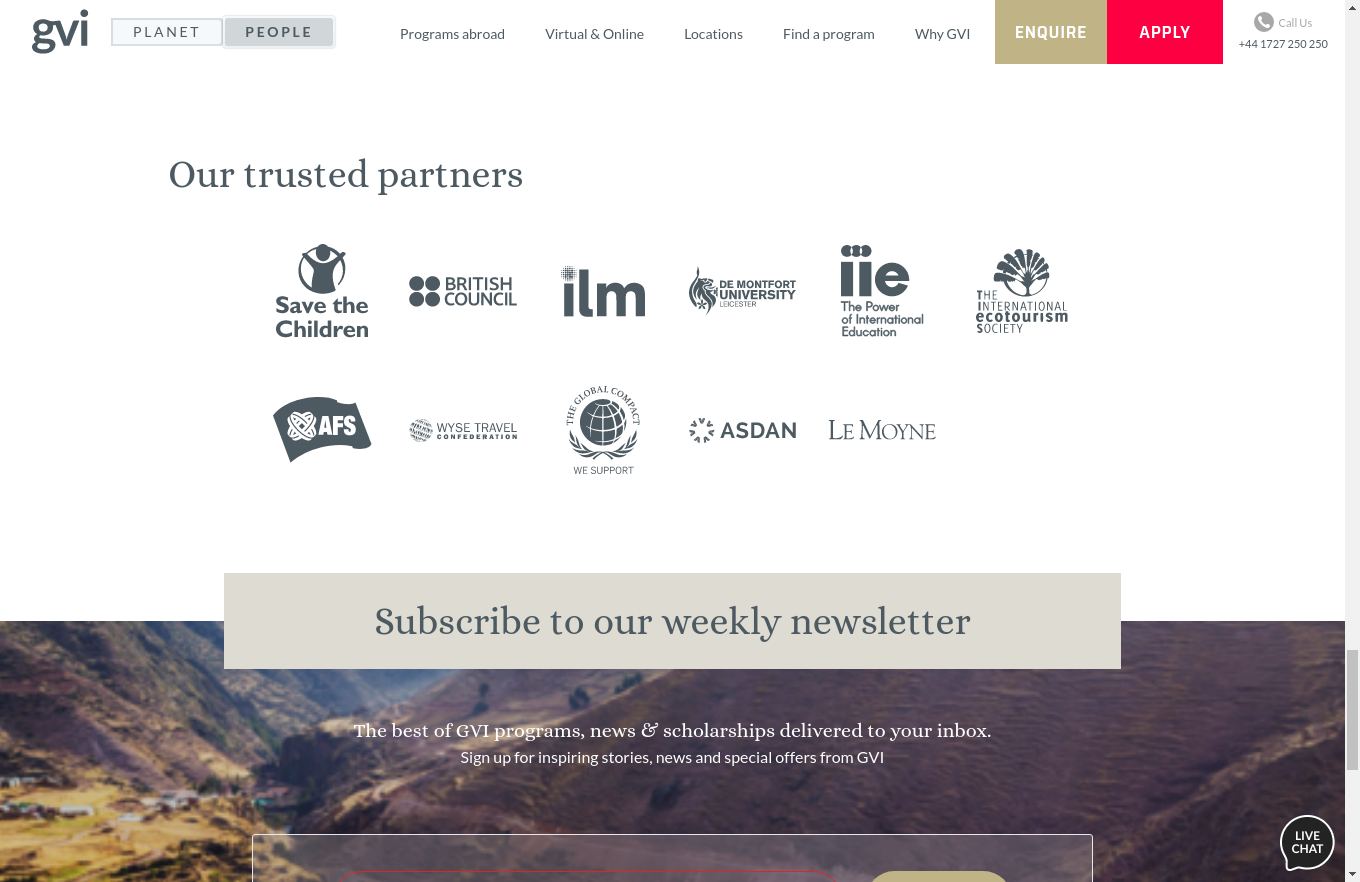 gvi
PLANET
PEOPLE
Programs abroad
Virtual & Online
Locations
Find a program
Why GVI
ENQUIRE
APPLY
Call Us
+44 1727 250 250
Our trusted partners
Save the
Children
BRITISH
COUNCIL
ilm
DE MONTFORT
UNIVERSITY
LEICESTER
iie
The Power
of International
Education
THE
INTERNATIONAL
ecotourism
SOCIETY
AFS
WYSE TRAVEL
CONFEDERATION
THE GLOBAL COMPACT
WE SUPPORT
ASDAN
LE MOYNE
Subscribe to our weekly newsletter
The best of GVI programs, news & scholarships delivered to your inbox.
Sign up for inspiring stories, news and special offers from GVI
LIVE
CHAT